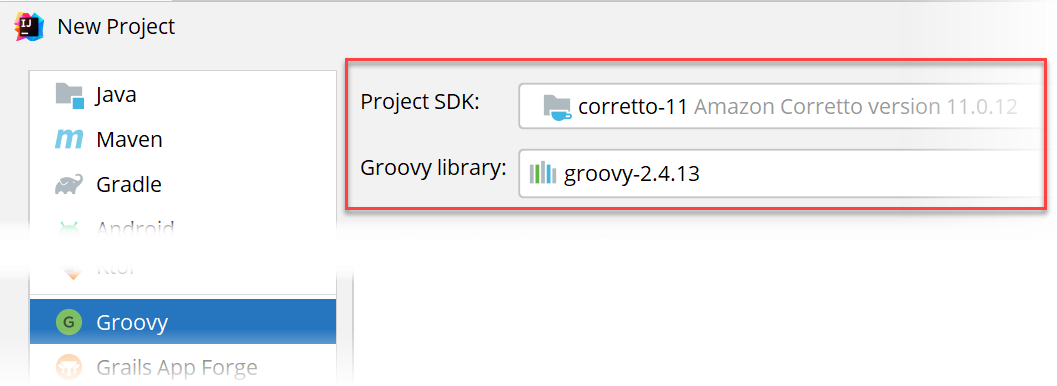 New Project
Java
Maven
Gradle
Android
Ktor
Groovy
Grails App Forge
Project SDK: corretto-11 Amazon Corretto version 11.0.12
Groovy library: groovy-2.4.13